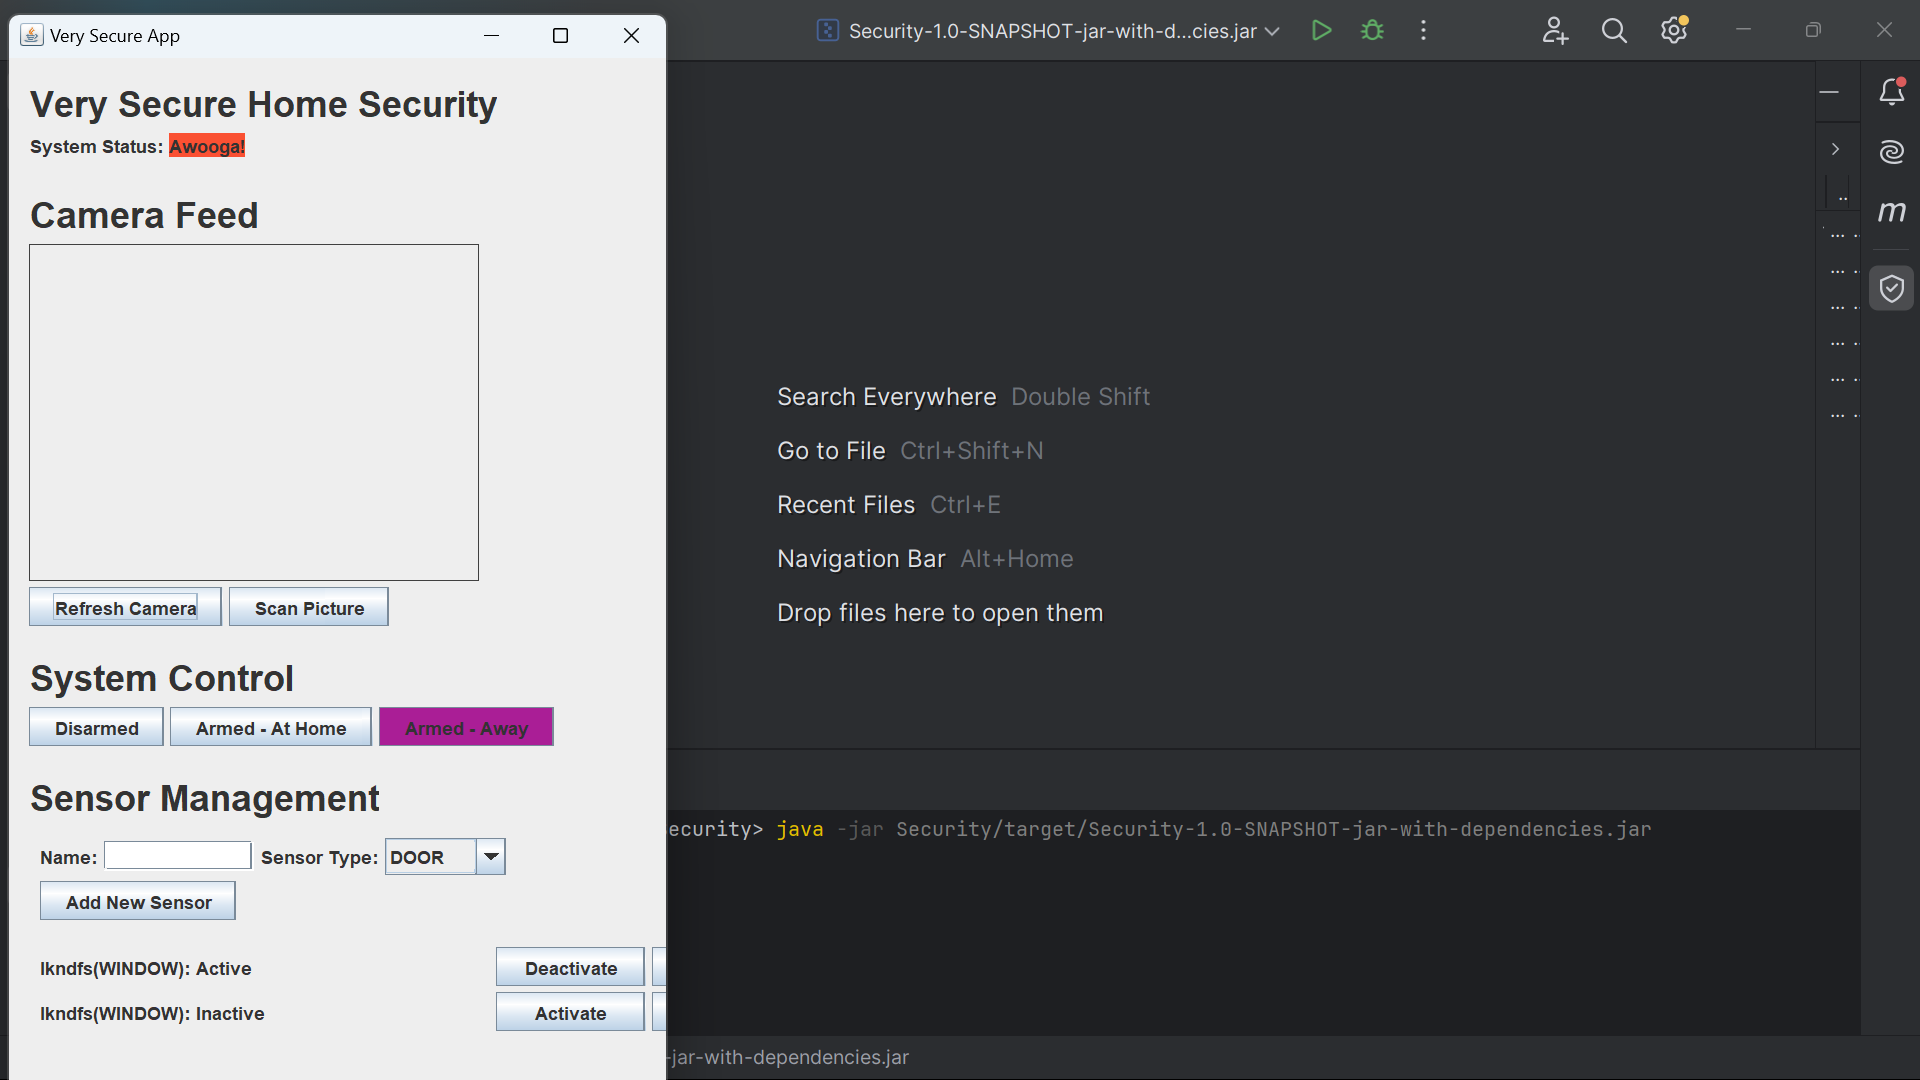 Very Secure App
Security-1.0-SNAPSHOT-jar-with-d...cies.jar
Very Secure Home Security
System Status: Awooga!
Camera Feed
Refresh Camera
Scan Picture
System Control
Disarmed
Armed - At Home
Armed - Away
Sensor Management
Name:
Sensor Type: DOOR
Add New Sensor
lkndfs(WINDOW): Active
Deactivate
lkndfs(WINDOW): Inactive
Activate
Search Everywhere Double Shift
Go to File Ctrl+Shift+N
Recent Files Ctrl+E
Navigation Bar Alt+Home
Drop files here to open them
ecurity> java -jar Security/target/Security-1.0-SNAPSHOT-jar-with-dependencies.jar
-jar-with-dependencies.jar
m